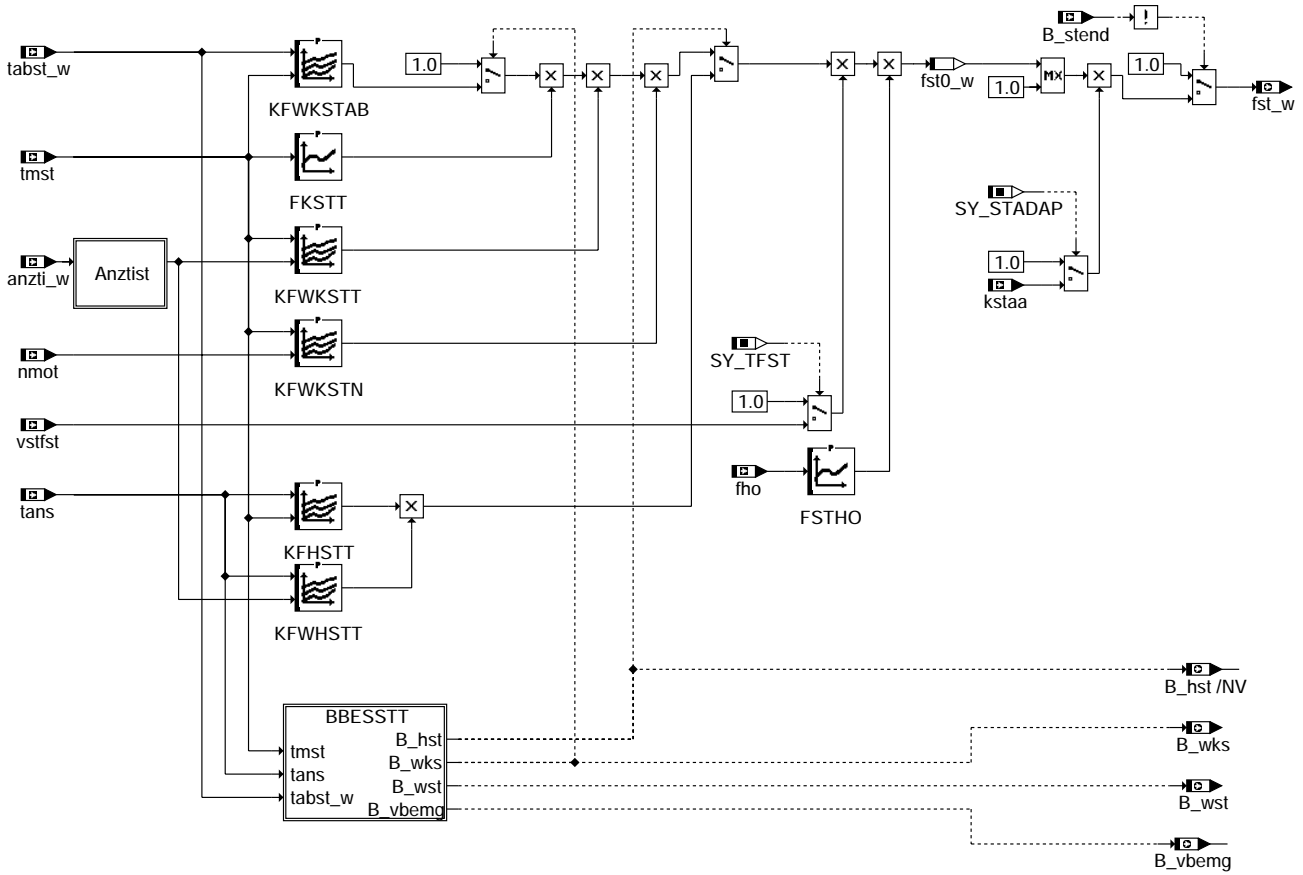 tabst_w
P
KFWKSTAB
1.0
B_stend
!
1.0
fst0_w
1.0
MX
fst_w
tmst
P
FKSTT
SY_STADAP
anzti_w
Anztist
P
KFWKSTT
1.0
kstaa
nmot
P
KFWKSTN
SY_TFST
1.0
vstfst
tans
P
KFHSTT
fho
P
FSTHO
P
KFWHSTT
B_hst /NV
BBESSTT
tmst
tans
tabst_w
B_hst
B_wks
B_wst
B_vbemg
B_wks
B_wst
B_vbemg